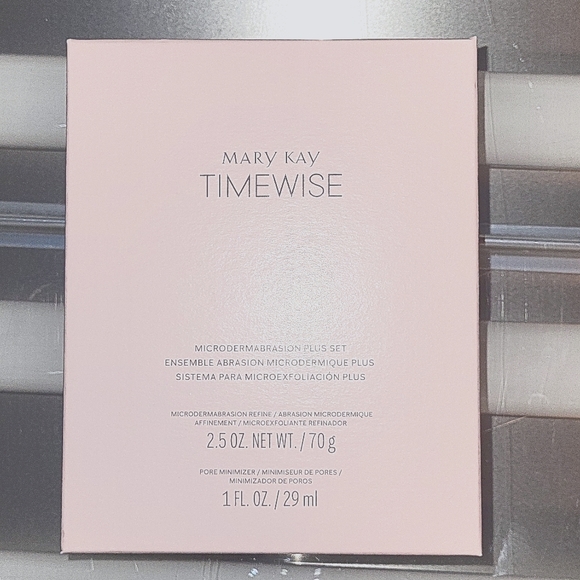 MARY KAY
TIMEWISE
MICRODERMABRASION PLUS SET
ENSEMBLE ABRASION MICRODERMIQUE PLUS
SISTEMA PARA MICROEXFOLIACIÓN PLUS
MICRODERMABRASION REFINE / ABRASION MICRODERMIQUE
AFFINEMENT / MICROEXFOLIANTE REFINADOR
2.5 OZ. NET WT. / 70 g
PORE MINIMIZER / MINIMISEUR DE PORES /
MINIMIZADOR DE POROS
1 FL. OZ. / 29 ml